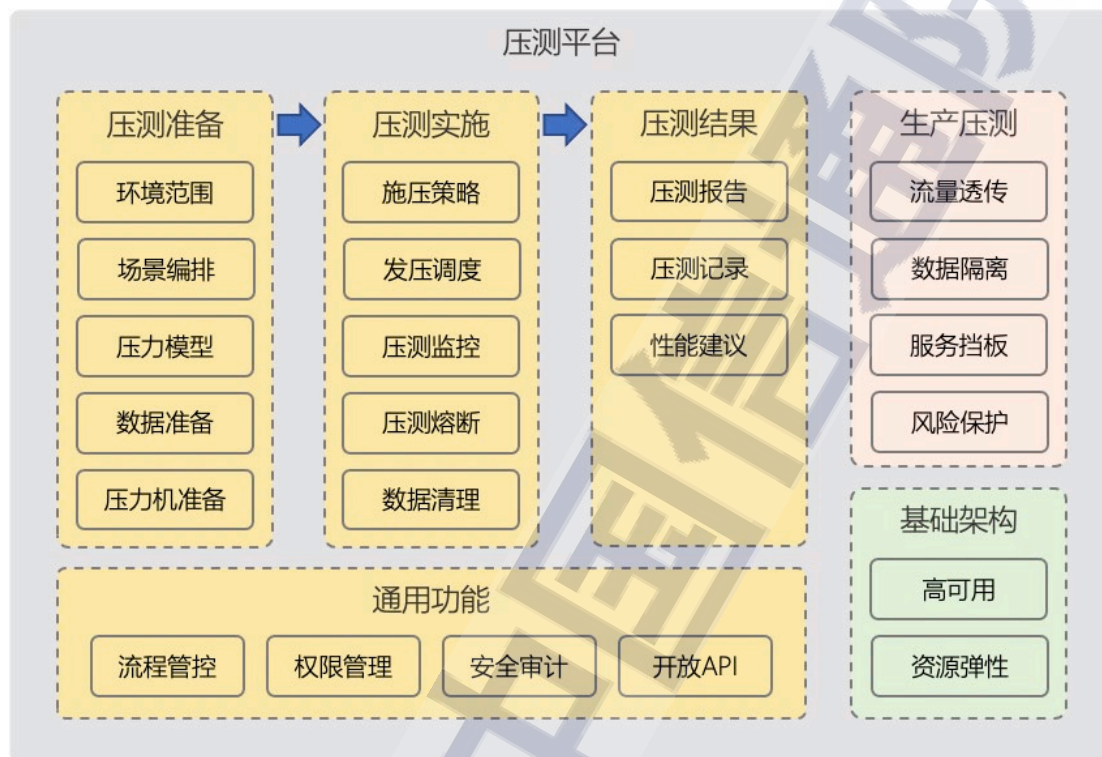 压测平台
压测准备
环境范围
场景编排
压力模型
数据准备
压力机准备
压测实施
施压策略
发压调度
压测监控
压测熔断
数据清理
压测结果
压测报告
压测记录
性能建议
生产压测
流量透传
数据隔离
服务挡板
风险保护
基础架构
高可用
资源弹性
通用功能
流程管控
权限管理
安全审计
开放API
中国信通院